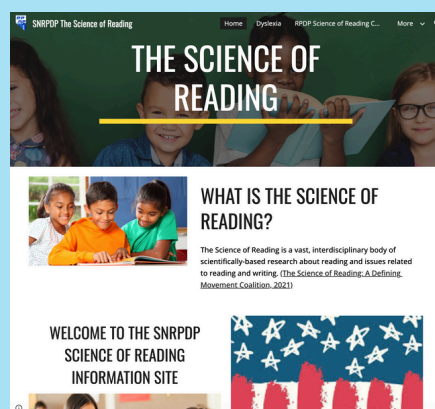 SNRPDP The Science of Reading
Home Dyslexia RPDP Science of Reading C... More
THE SCIENCE OF
READING
WHAT IS THE SCIENCE OF
READING?
The Science of Reading is a vast, interdisciplinary body of
scientifically-based research about reading and issues related
to reading and writing. (The Science of Reading: A Defining
Movement Coalition, 2021)
WELCOME TO THE SNRPDP
SCIENCE OF READING
INFORMATION SITE